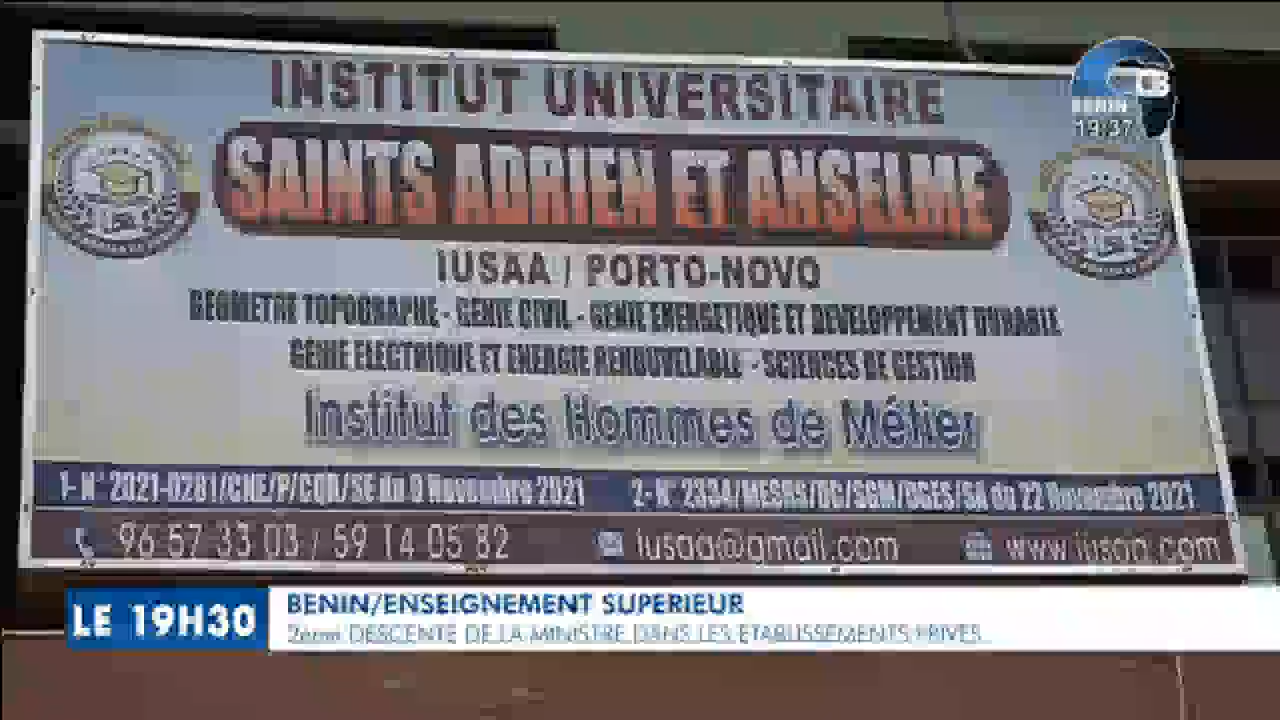 INSTITUT UNIVERSITAIRE
SAINTS ADRIEN ET ANSELME
IUSAA / PORTO-NOVO
GEOMETRE TOPOGRAPHE - GENIE CIVIL - GENIE ENERGETIQUE ET DEVELOPPEMENT DURABLE
GENIE ELECTRIQUE ET ENERGIE RENOUVELABLE - SCIENCES DE GESTION
Institut des Hommes de Métier
1- N° 2021-0281/CNE/P/CQD/SE du 9 Novembre 2021
2- N° 2334/MESRS/DC/SGM/DGES/SA du 22 Novembre 2021
96 57 33 03 / 59 14 05 82
iusaa@gmail.com
www.iusaa.com
BENIN
19:37
LE 19H30
BENIN/ENSEIGNEMENT SUPERIEUR
2ème DESCENTE DE LA MINISTRE DANS LES ETABLISSEMENTS PRIVES